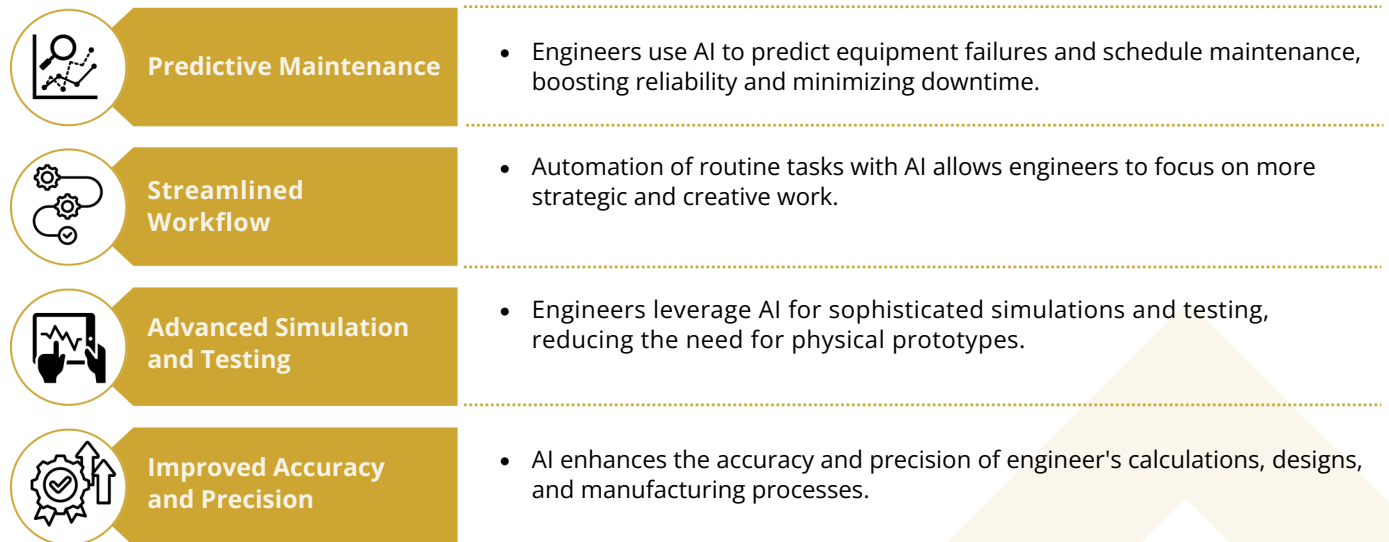 Predictive Maintenance
• Engineers use AI to predict equipment failures and schedule maintenance,
boosting reliability and minimizing downtime.
Streamlined
Workflow
• Automation of routine tasks with AI allows engineers to focus on more
strategic and creative work.
Advanced Simulation
and Testing
• Engineers leverage AI for sophisticated simulations and testing,
reducing the need for physical prototypes.
Improved Accuracy
and Precision
• AI enhances the accuracy and precision of engineer's calculations, designs,
and manufacturing processes.